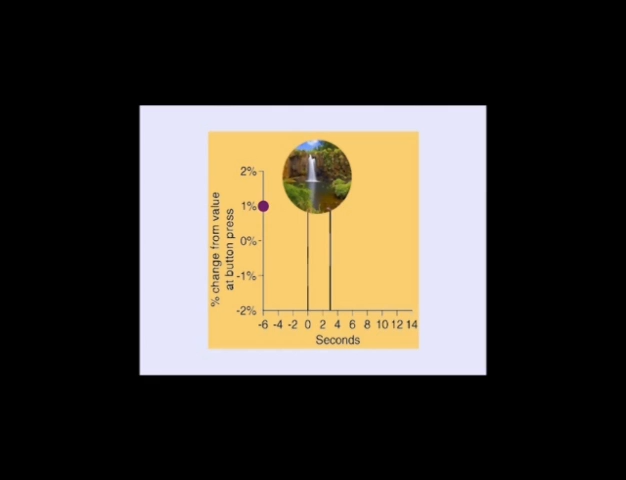 2%
1%
0%
-1%
-2%
% change from value
at button press
-6 -4 -2 0 2 4 6 8 10 12 14
Seconds